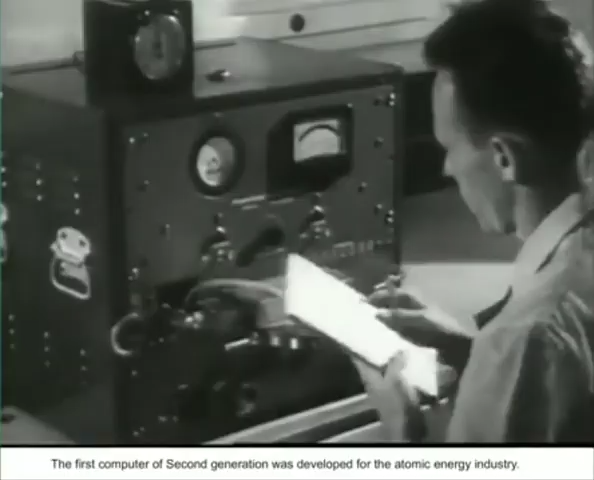 The first computer of Second generation was developed for the atomic energy industry.